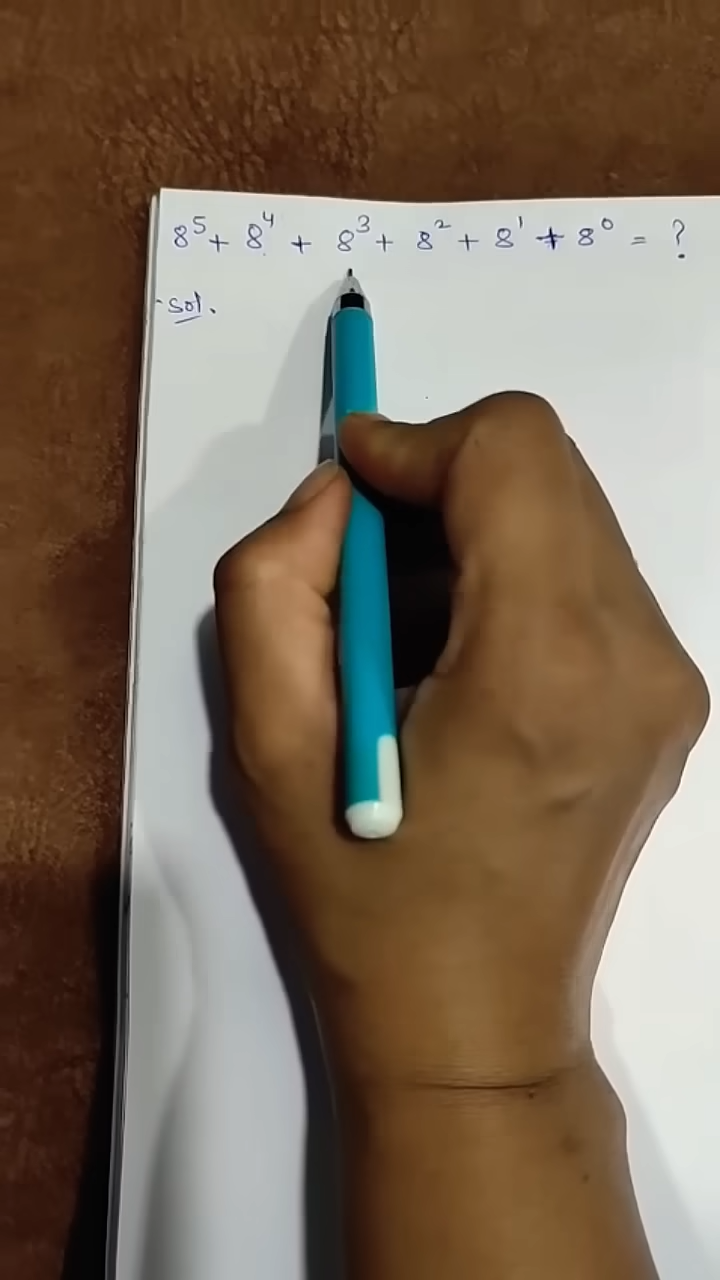 8⁵ + 8⁴ + 8³ + 8² + 8¹ + 8⁰ = ?
Sol.